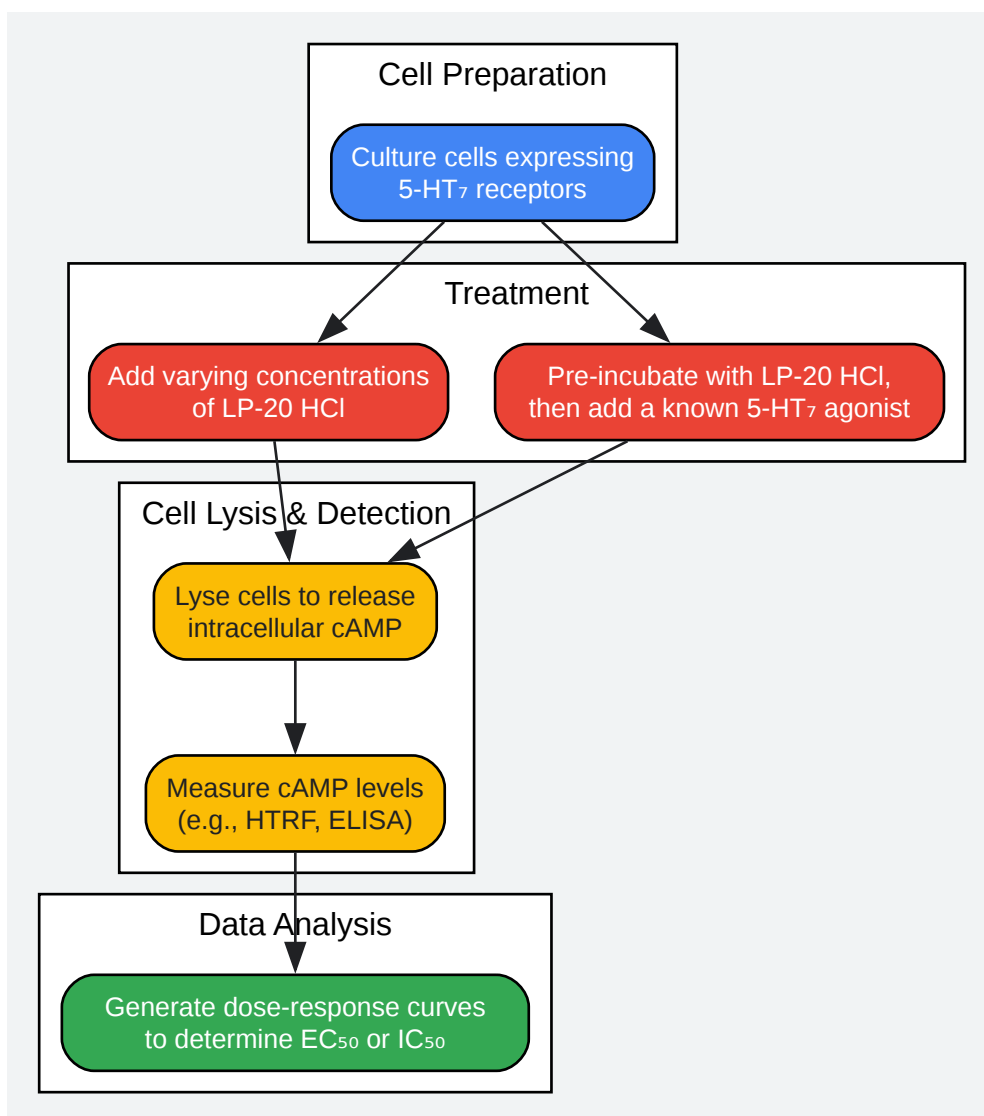 Cell Preparation
Culture cells expressing
5-HT₇ receptors
Treatment
Add varying concentrations
of LP-20 HCl
Pre-incubate with LP-20 HCl,
then add a known 5-HT₇ agonist
Cell Lysis & Detection
Lyse cells to release
intracellular cAMP
Measure cAMP levels
(e.g., HTRF, ELISA)
Data Analysis
Generate dose-response curves
to determine EC₅₀ or IC₅₀